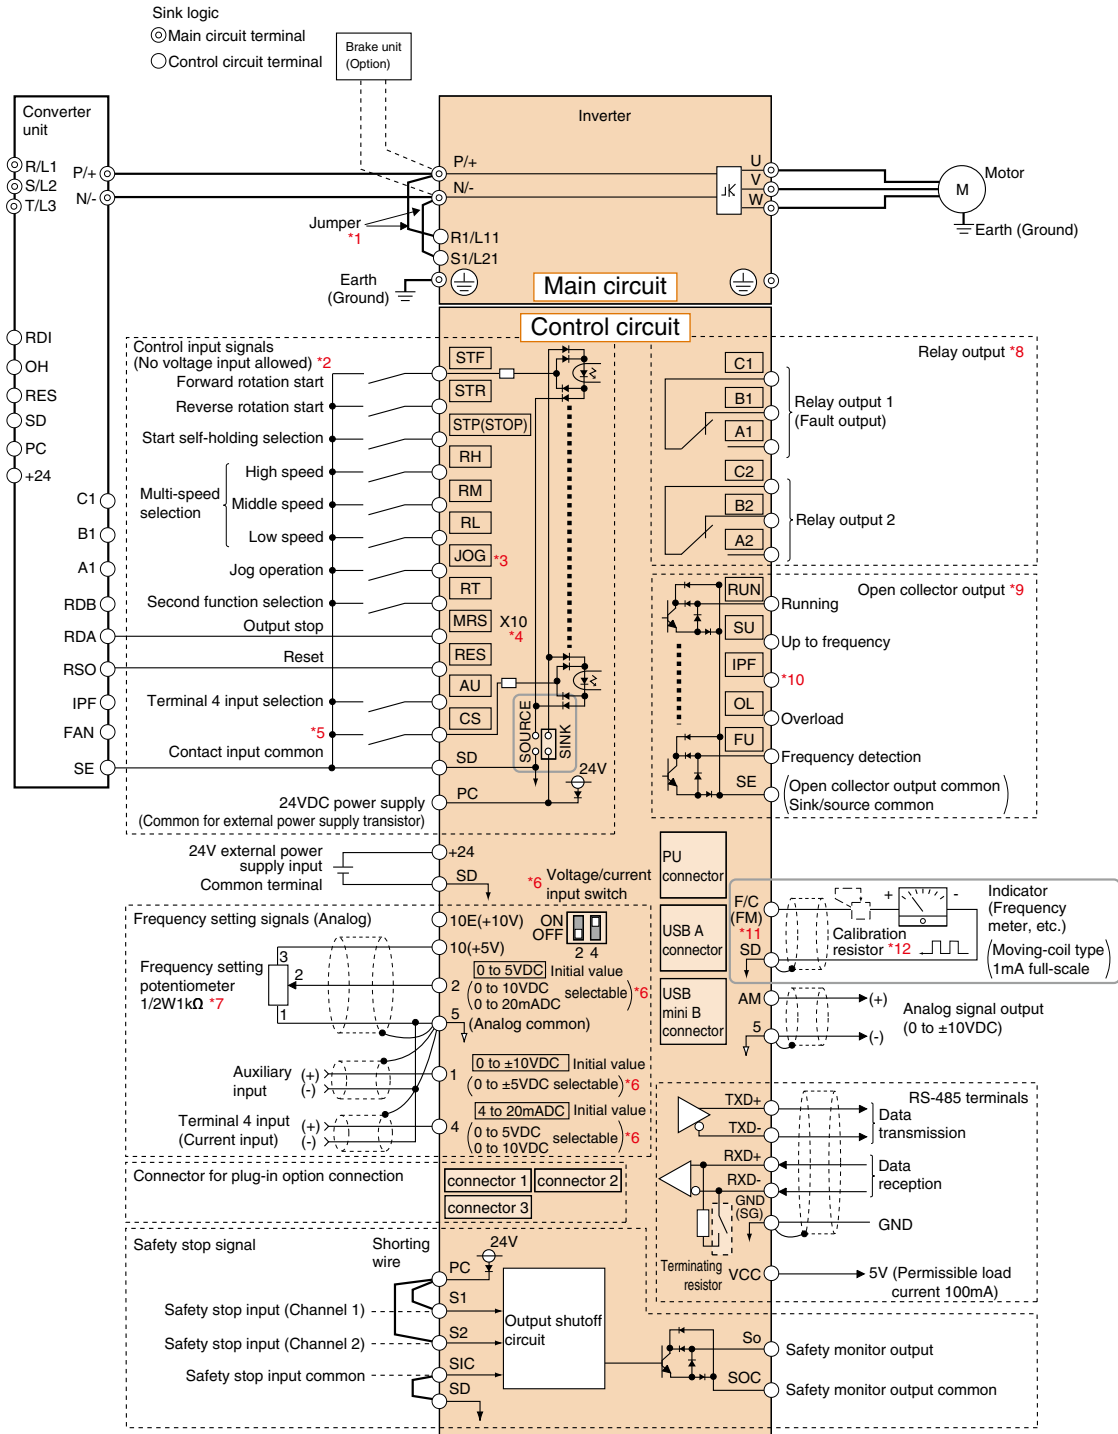 Sink logic
Main circuit terminal
Control circuit terminal
Brake unit
(Option)
Converter
unit
R/L1
S/L2
T/L3
P/+
N/-
Inverter
P/+
N/-
Jumper
*1
R1/L11
S1/L21
Earth
(Ground)
Main circuit
U
V
W
M
Motor
Earth (Ground)
Control circuit
RDI
OH
RES
SD
PC
+24
C1
B1
A1
RDB
RDA
RSO
IPF
FAN
SE
Control input signals
(No voltage input allowed) *2
Forward rotation start
Reverse rotation start
Start self-holding selection
Multi-speed
selection
High speed
Middle speed
Low speed
Jog operation
Second function selection
Output stop
Reset
Terminal 4 input selection
*5
Contact input common
24VDC power supply
(Common for external power supply transistor)
STF
STR
STP(STOP)
RH
RM
RL
JOG *3
RT
MRS X10
*4
RES
AU
CS
SD
PC
SOURCE
SINK
24V
Relay output *8
C1
B1
A1
Relay output 1
(Fault output)
C2
B2
A2
Relay output 2
Open collector output *9
RUN
Running
SU
Up to frequency
IPF
*10
OL
Overload
FU
Frequency detection
SE
(Open collector output common
Sink/source common)
24V external power
supply input
Common terminal
+24
SD
*6 Voltage/current
input switch
ON
OFF
2 4
PU
connector
USB A
connector
USB
mini B
connector
F/C
(FM)
*11
SD
+
-
Calibration
resistor *12
Indicator
(Frequency
meter, etc.)
(Moving-coil type
1mA full-scale)
AM
5
(+)
(-)
Analog signal output
(0 to ±10VDC)
Frequency setting signals (Analog)
Frequency setting
potentiometer
1/2W1kΩ *7
3
2
1
10E(+10V)
10(+5V)
2
0 to 5VDC Initial value
(0 to 10VDC
0 to 20mADC selectable)*6
5
(Analog common)
Auxiliary
input
(+)
(-)
1
0 to ±10VDC Initial value
(0 to ±5VDC selectable)*6
Terminal 4 input
(Current input)
(+)
(-)
4
4 to 20mADC Initial value
(0 to 5VDC
0 to 10VDC selectable)*6
Connector for plug-in option connection
connector 1
connector 2
connector 3
RS-485 terminals
TXD+
TXD-
Data
transmission
RXD+
RXD-
Data
reception
GND
(SG)
GND
Terminating
resistor
VCC
5V (Permissible load
current 100mA)
Safety stop signal
Shorting
wire
24V
PC
S1
Safety stop input (Channel 1)
S2
Safety stop input (Channel 2)
SIC
Safety stop input common
SD
Output shutoff
circuit
So
Safety monitor output
SOC
Safety monitor output common